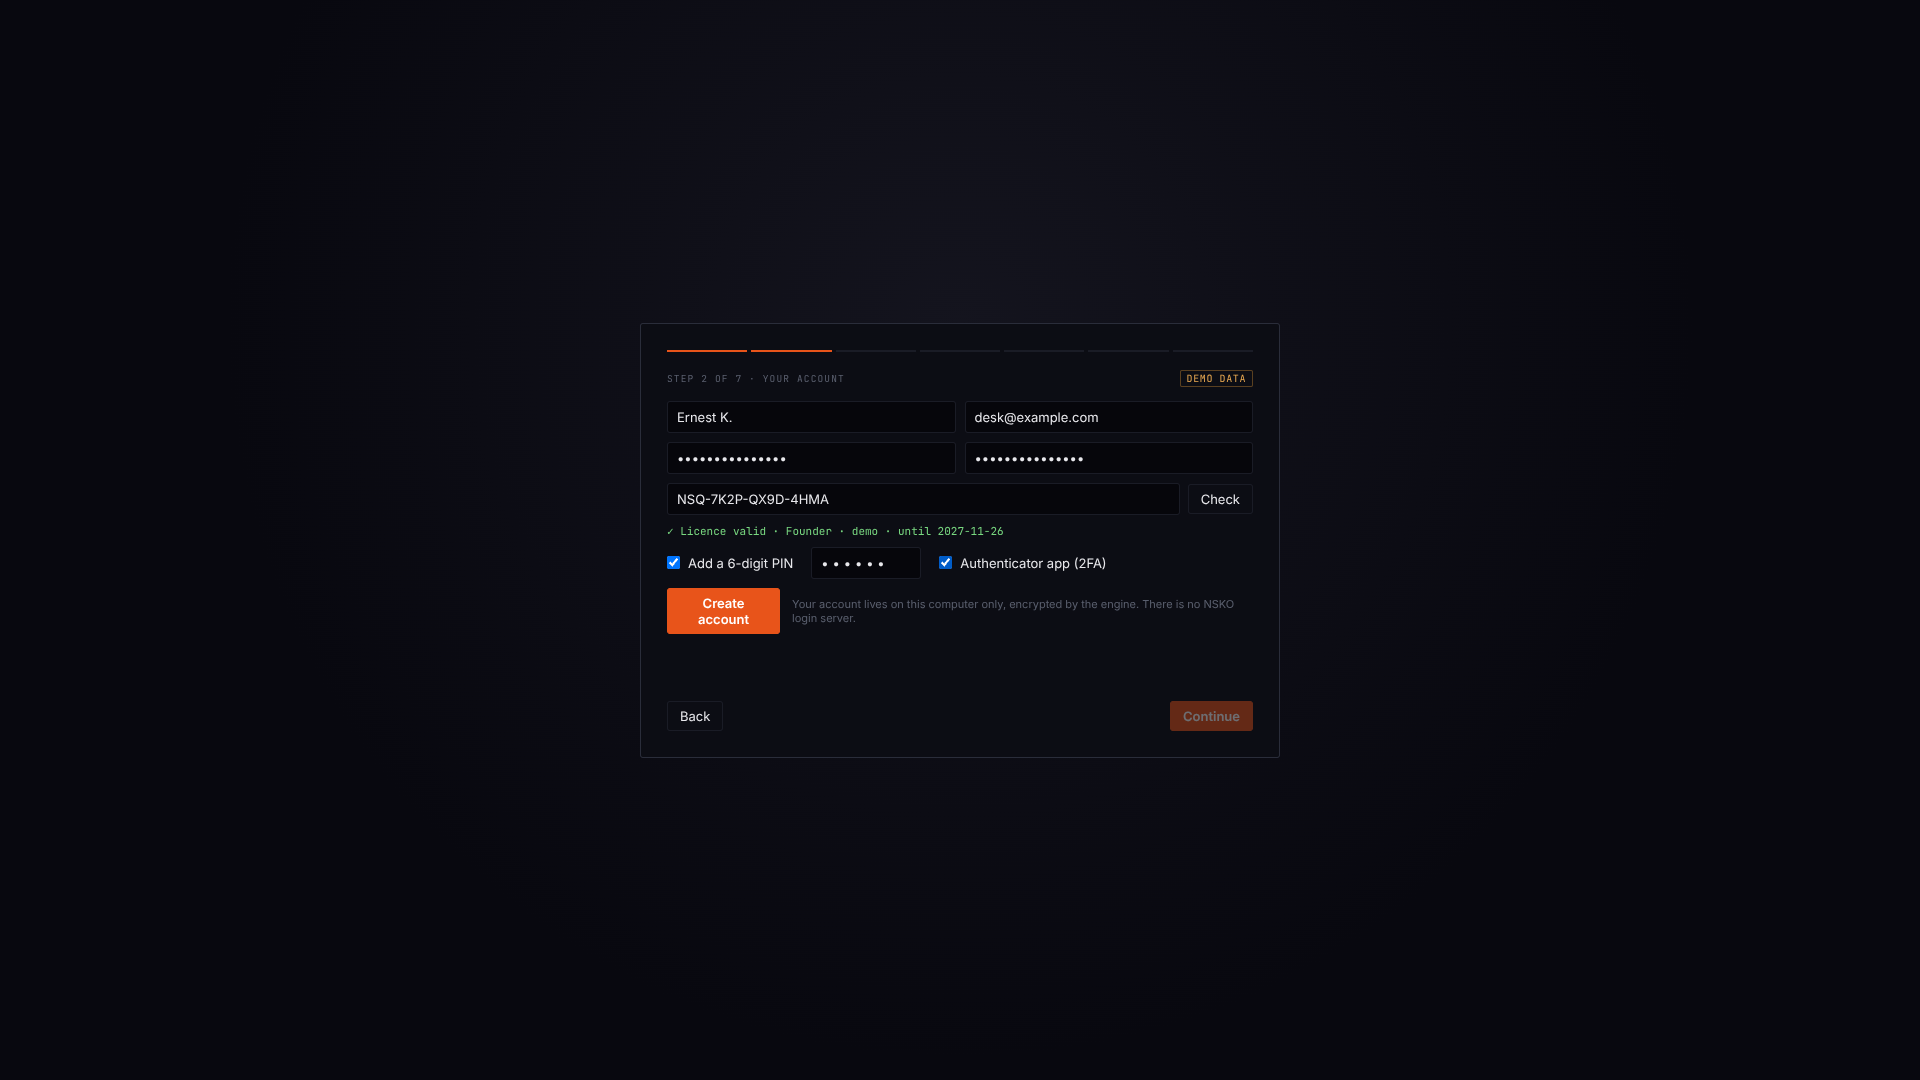 STEP 2 OF 7 · YOUR ACCOUNT
DEMO DATA
Ernest K.
desk@example.com
•••••••••••••••
•••••••••••••••
NSQ-7K2P-QX9D-4HMA
Check
✓ Licence valid · Founder · demo · until 2027-11-26
Add a 6-digit PIN
••••••
Authenticator app (2FA)
Create
account
Your account lives on this computer only, encrypted by the engine. There is no NSKO
login server.
Back
Continue